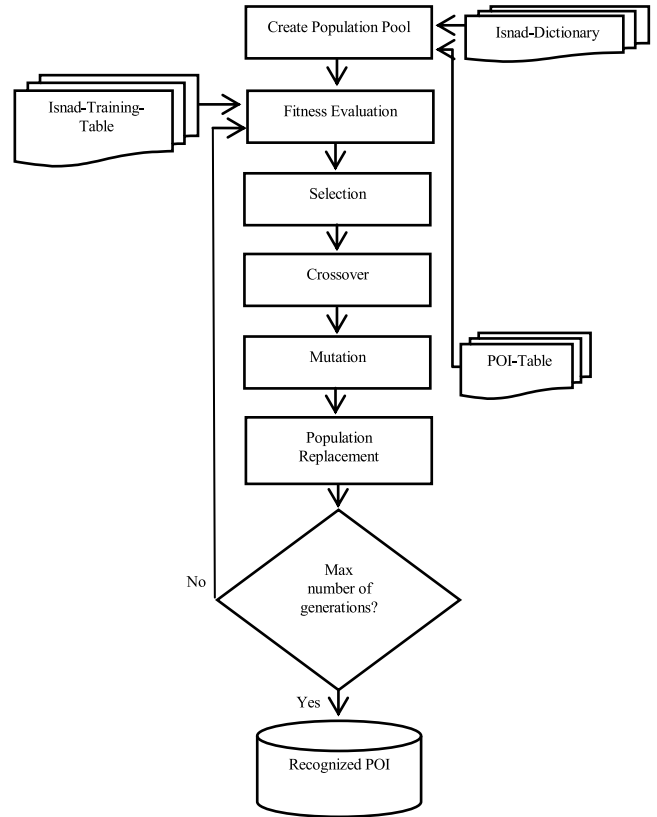 Create Population Pool
Isnad-Dictionary
Isnad-Training-
Table
Fitness Evaluation
Selection
Crossover
Mutation
POI-Table
Population
Replacement
Max
number of
generations?
No
Yes
Recognized POI